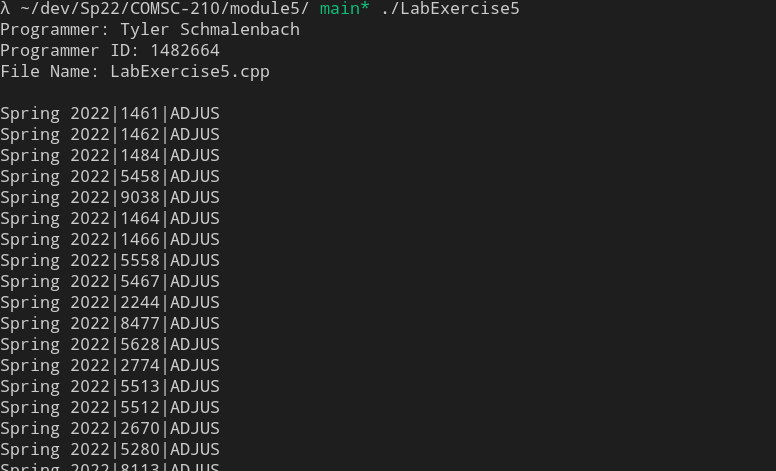 λ ~/dev/Sp22/COMSC-210/module5/ main* ./LabExercise5
Programmer: Tyler Schmalenbach
Programmer ID: 1482664
File Name: LabExercise5.cpp
Spring 2022|1461|ADJUS
Spring 2022|1462|ADJUS
Spring 2022|1484|ADJUS
Spring 2022|5458|ADJUS
Spring 2022|9038|ADJUS
Spring 2022|1464|ADJUS
Spring 2022|1466|ADJUS
Spring 2022|5558|ADJUS
Spring 2022|5467|ADJUS
Spring 2022|2244|ADJUS
Spring 2022|8477|ADJUS
Spring 2022|5628|ADJUS
Spring 2022|2774|ADJUS
Spring 2022|5513|ADJUS
Spring 2022|5512|ADJUS
Spring 2022|2670|ADJUS
Spring 2022|5280|ADJUS
Spring 2022|8113|ADJUS